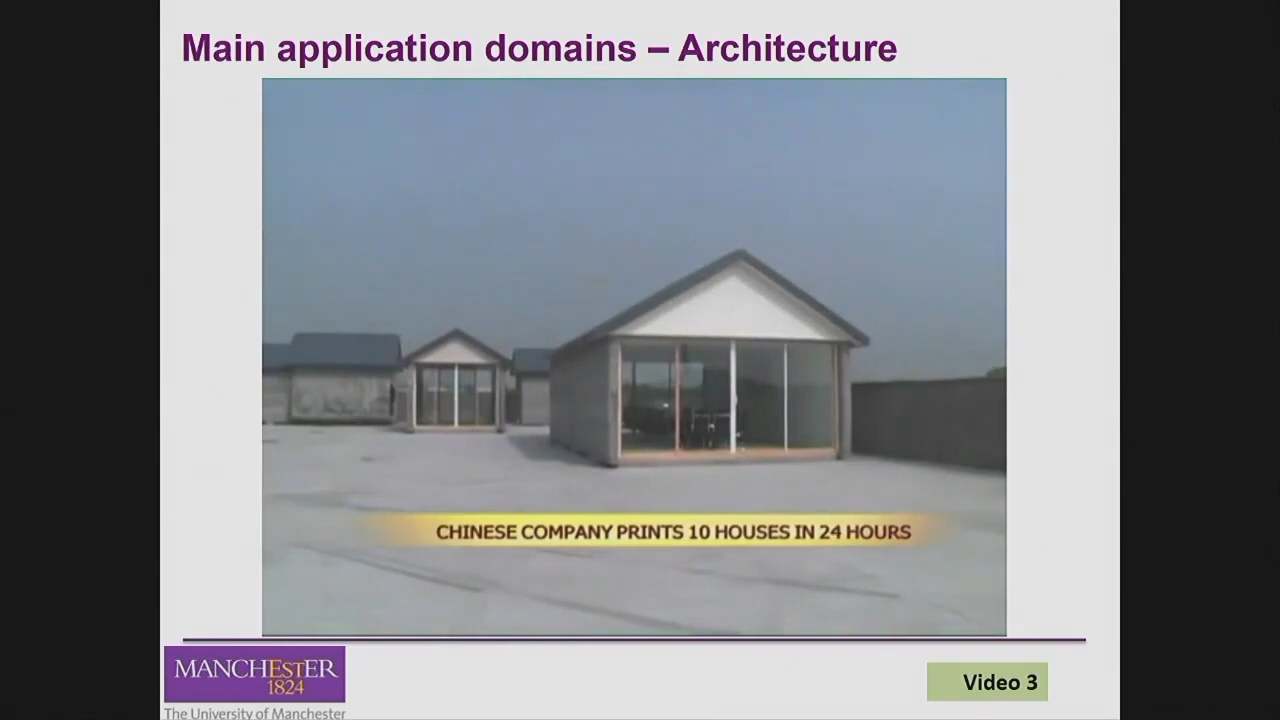 Main application domains – Architecture
CHINESE COMPANY PRINTS 10 HOUSES IN 24 HOURS
MANCHESTER
1824
The University of Manchester
Video 3